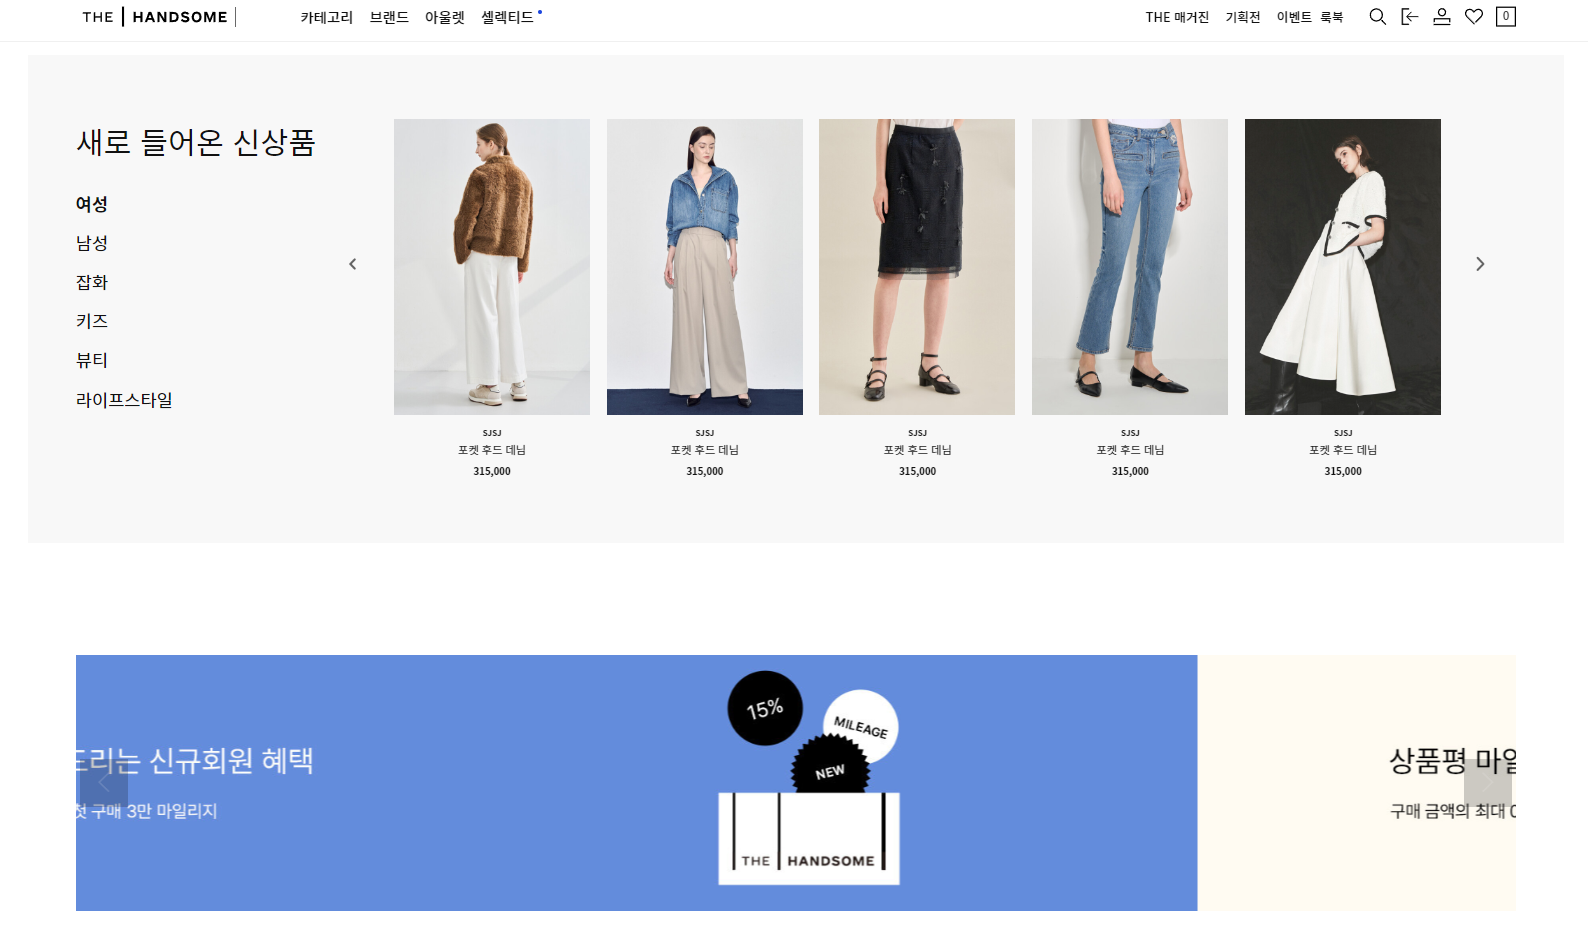 THE HANDSOME
카테고리 브랜드 아울렛 셀렉티드
THE 매거진 기획전 이벤트 룩북
0
새로 들어온 신상품
여성
남성
잡화
키즈
뷰티
라이프스타일
SJSJ
포켓 후드 데님
315,000
SJSJ
포켓 후드 데님
315,000
SJSJ
포켓 후드 데님
315,000
SJSJ
포켓 후드 데님
315,000
SJSJ
포켓 후드 데님
315,000
드리는 신규회원 혜택
첫 구매 3만 마일리지
15%
MILEAGE
NEW
THE HANDSOME
상품평 마일
구매 금액의 최대